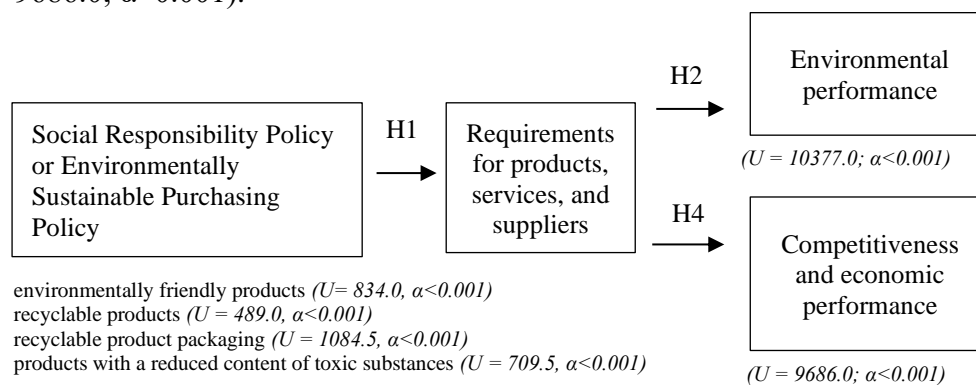 9686.0; α<0.001).
H1
H2
H4
Social Responsibility Policy
or Environmentally
Sustainable Purchasing
Policy
Requirements
for products,
services, and
suppliers
Environmental
performance
(U = 10377.0; α<0.001)
Competitiveness
and economic
performance
(U = 9686.0; α<0.001)
environmentally friendly products (U= 834.0, α<0.001)
recyclable products (U = 489.0, α<0.001)
recyclable product packaging (U = 1084.5, α<0.001)
products with a reduced content of toxic substances (U = 709.5, α<0.001)